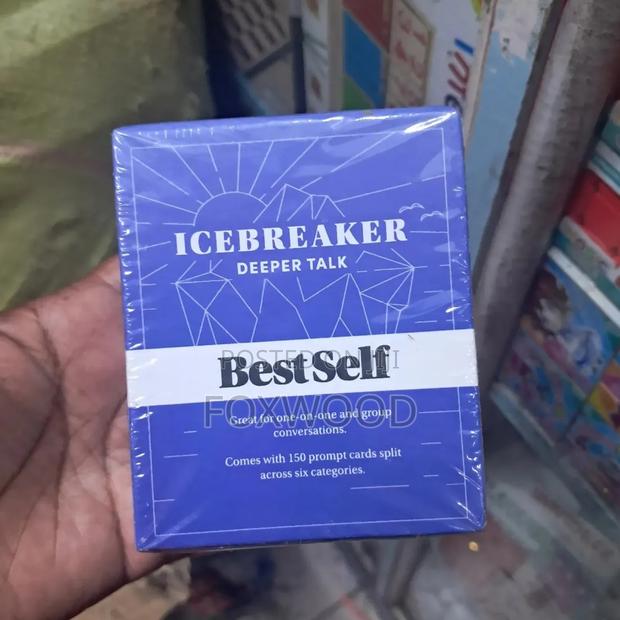 ICEBREAKER
DEEPER TALK
BestSelf
FOXWOOD
Great for one-on-one and group
conversations.
Comes with 150 prompt cards split
across six categories.